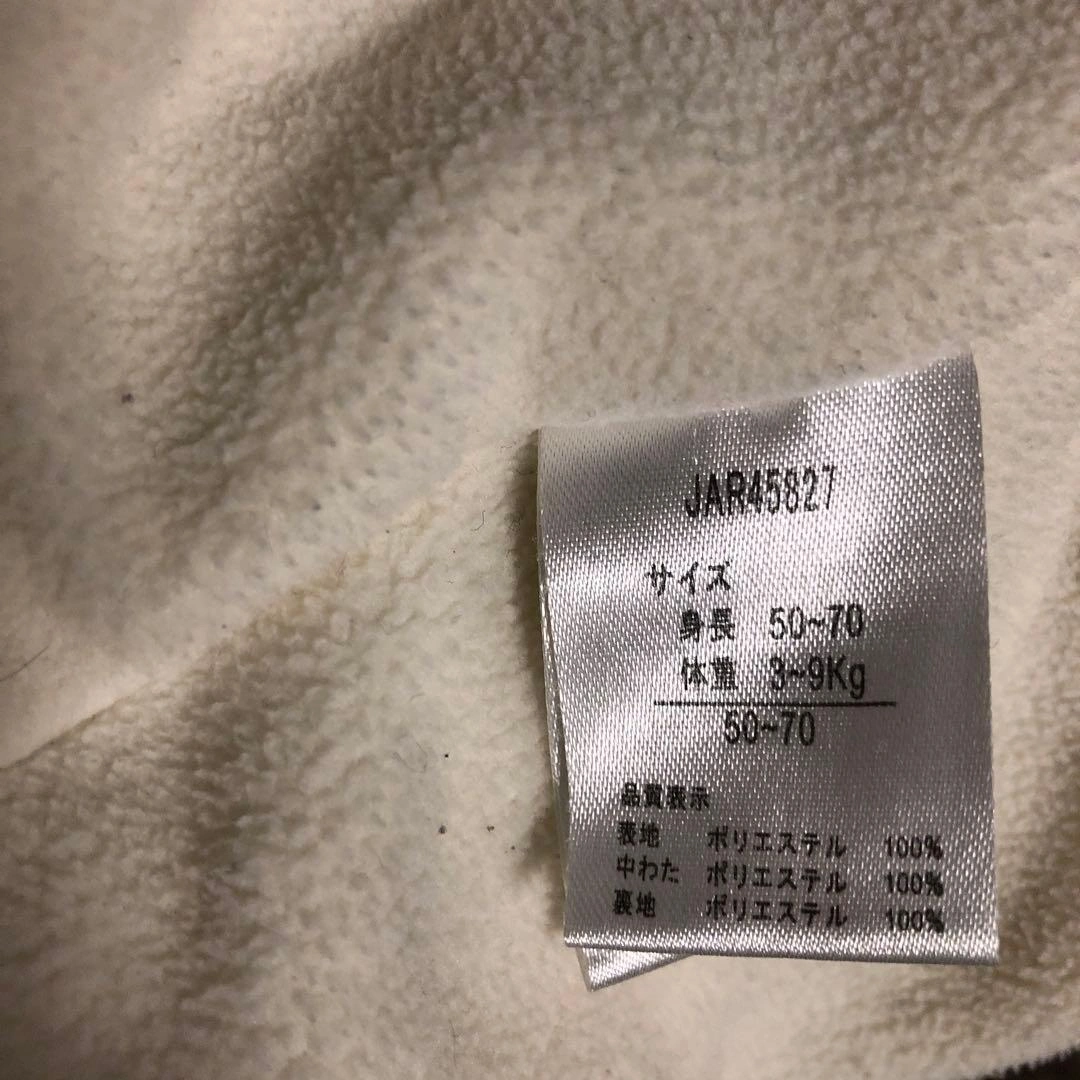 JAR45827
サイズ
身長 50~70
体重 3~9Kg
50~70
品質表示
表地 ポリエステル 100%
中わた ポリエステル 100%
裏地 ポリエステル 100%